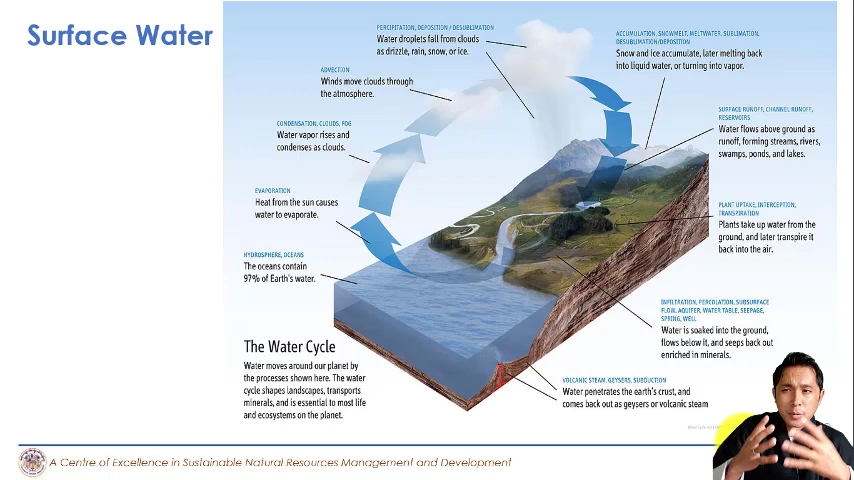 Surface Water
PERCIPITATION, DEPOSITION / DESUBLIMATION
Water droplets fall from clouds
as drizzle, rain, snow, or ice.
ACCUMULATION, SNOWMELT, MELTWATER, SUBLIMATION,
DESUBLIMATION/DEPOSITION
Snow and Ice accumulate, later melting back
into liquid water, or turning into vapor.
ADVECTION
Winds move clouds through
the atmosphere.
SURFACE RUNOFF, CHANNEL RUNOFF,
RESERVOIRS
Water flows above ground as
runoff, forming streams, rivers,
swamps, ponds, and lakes.
CONDENSATION, CLOUDS, FOG
Water vapor rises and
condenses as clouds.
EVAPORATION
Heat from the sun causes
water to evaporate.
PLANT UPTAKE, INTERCEPTION,
TRANSPIRATION
Plants take up water from the
ground, and later transpire it
back into the air.
HYDROSPHERE, OCEANS
The oceans contain
97% of Earth's water.
INFILTRATION, PERCOLATION, SUBSURFACE
FLOW, AQUIFER, WATER TABLE, SEEPAGE,
SPRING, WELL
Water is soaked into the ground,
flows below it, and seeps back out
enriched in minerals.
The Water Cycle
Water moves around our planet by
the processes shown here. The water
cycle shapes landscapes, transports
minerals, and is essential to most life
and ecosystems on the planet.
VOLCANIC STEAM, GEYSERS, SUBDUCTION
Water penetrates the earth's crust, and
comes back out as geysers or volcanic steam
A Centre of Excellence in Sustainable Natural Resources Management and Development